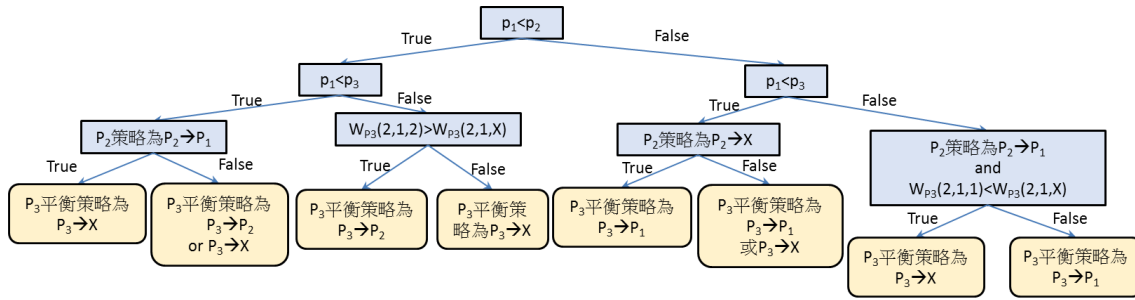 p₁<p₂
True
False
p₁<p₃
p₁<p₃
True
False
True
False
P₂策略為P₂→P₁
W_P3(2,1,2)>W_P3(2,1,X)
P₂策略為P₂→X
P₂策略為P₂→P₁
and
W_P3(2,1,1)<W_P3(2,1,X)
True
False
True
False
True
False
True
False
P₃平衡策略為
P₃→X
P₃平衡策略為
P₃→P₂
or P₃→X
P₃平衡策略為
P₃→P₂
P₃平衡策
略為P₃→X
P₃平衡策略為
P₃→P₁
P₃平衡策略為
P₃→P₁
或P₃→X
P₃平衡策略為
P₃→X
P₃平衡策略為
P₃→P₁